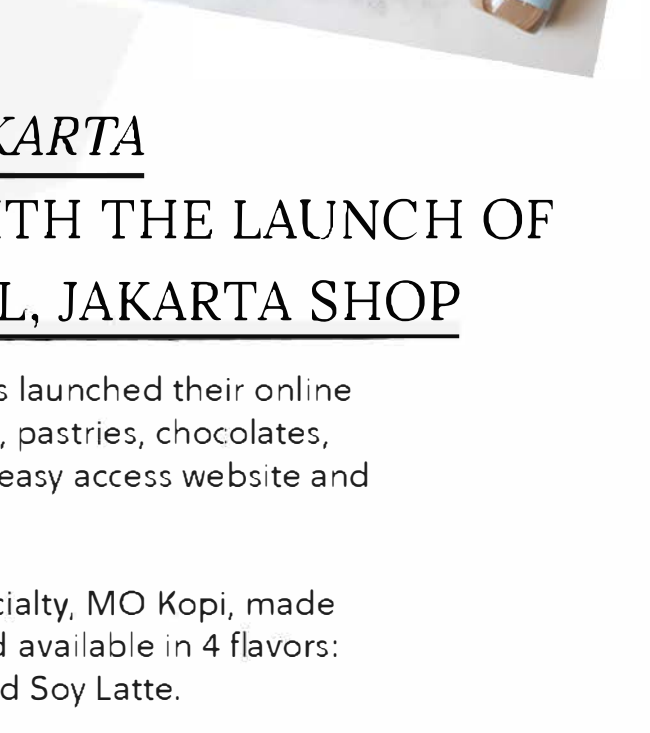 KARTA
ITH THE LAUNCH OF
L, JAKARTA SHOP
s launched their online
, pastries, chocolates,
easy access website and
cialty, MO Kopi, made
d available in 4 flavors:
d Soy Latte.